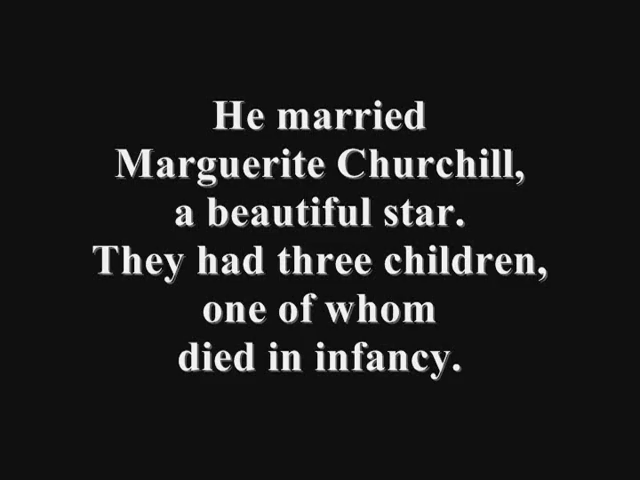 He married
Marguerite Churchill,
a beautiful star.
They had three children,
one of whom
died in infancy.